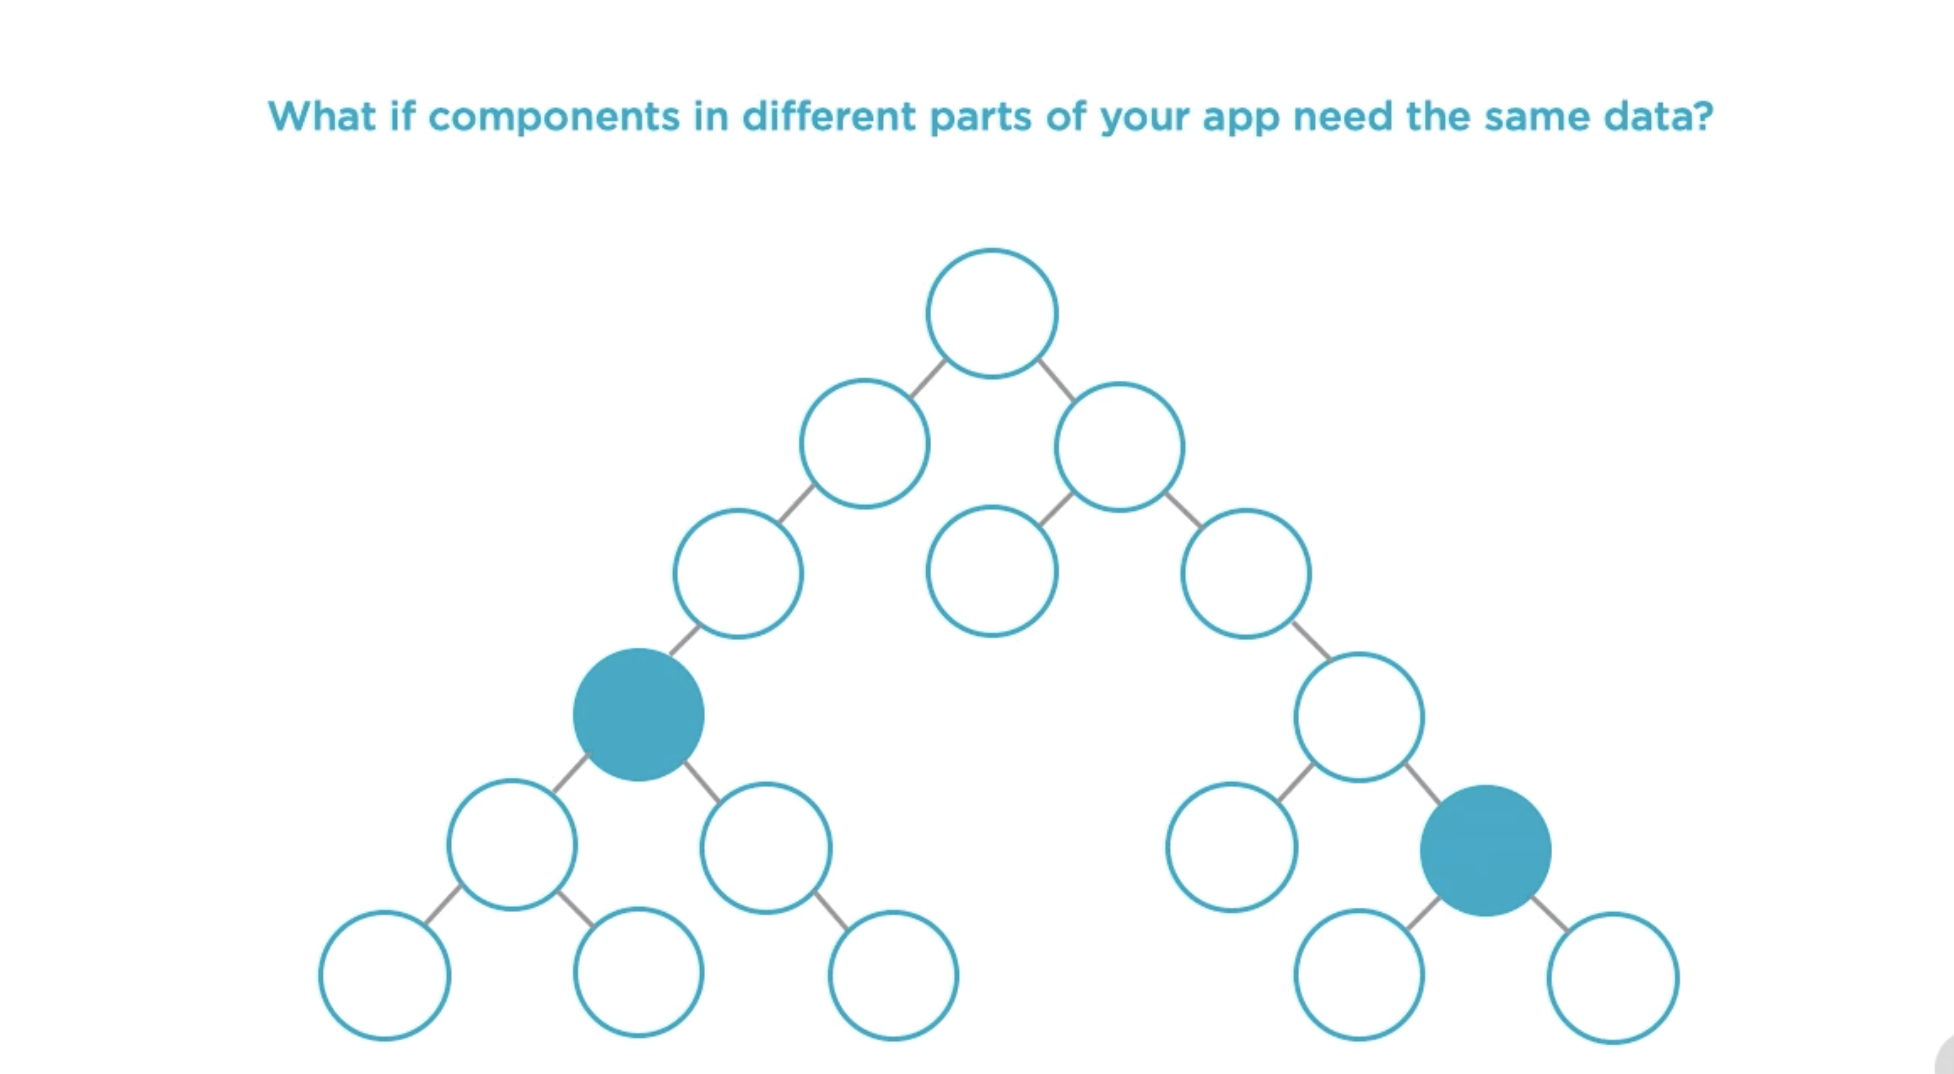 What if components in different parts of your app need the same data?